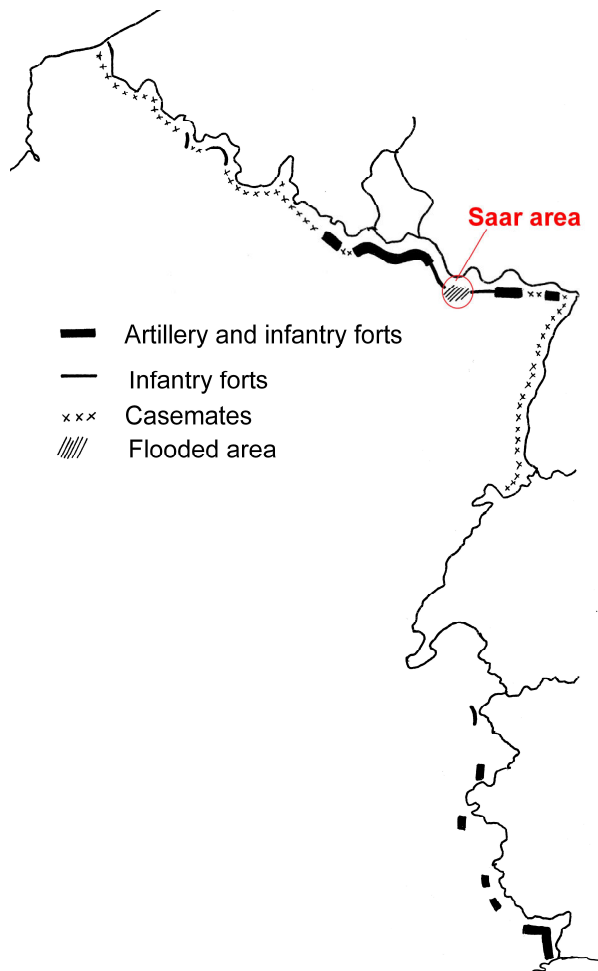 Saar area
Artillery and infantry forts
Infantry forts
Casemates
Flooded area